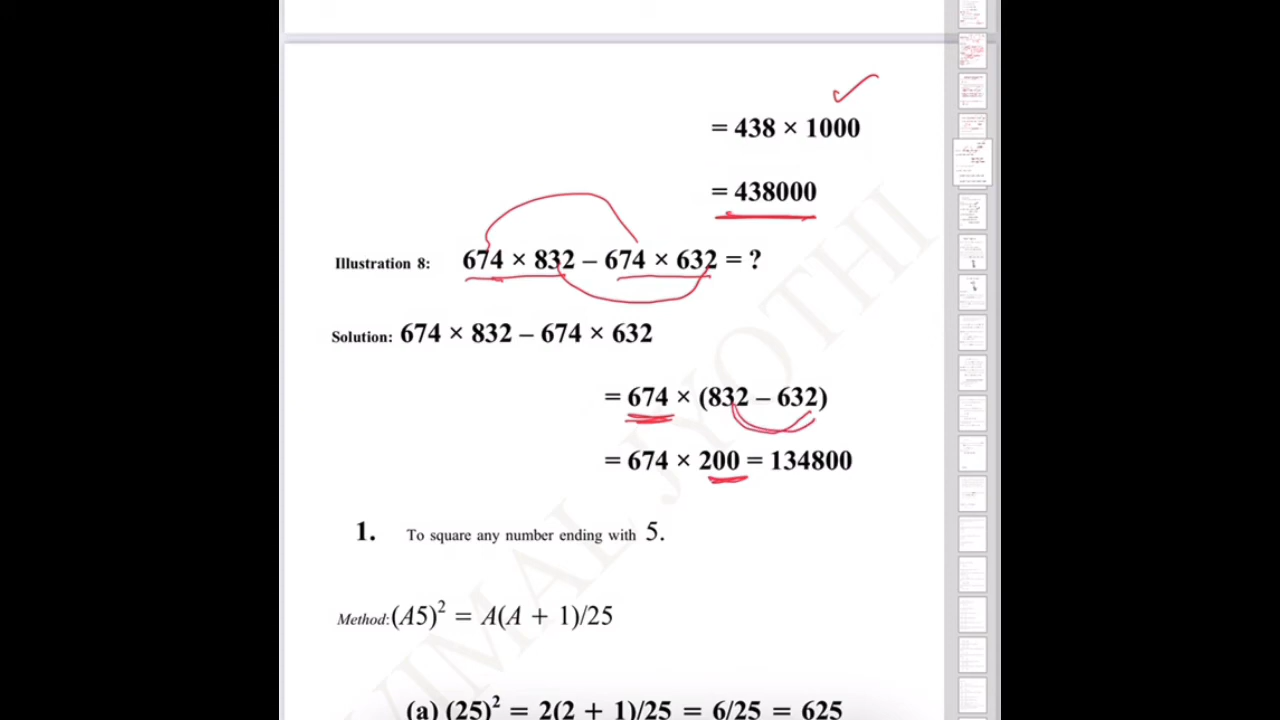 = 438 × 1000
= 438000
Illustration 8: 674 × 832 – 674 × 632 = ?
Solution: 674 × 832 – 674 × 632
= 674 × (832 – 632)
= 674 × 200 = 134800
1. To square any number ending with 5.
Method: (A5)² = A(A + 1)/25
(a) (25)² = 2(2 + 1)/25 = 6/25 = 625
VIMAL JYOTHI